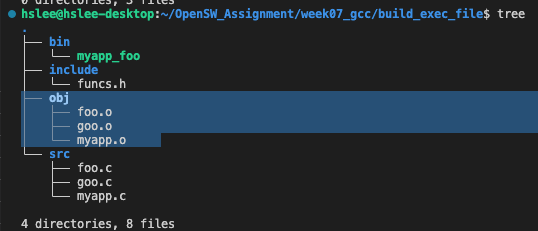 0 directories, 3 files
hslee@hslee-desktop:~/OpenSW_Assignment/week07_gcc/build_exec_file$ tree
.
├── bin
│   └── myapp_foo
├── include
│   └── funcs.h
├── obj
│   ├── foo.o
│   ├── goo.o
│   └── myapp.o
└── src
    ├── foo.c
    ├── goo.c
    └── myapp.c
4 directories, 8 files